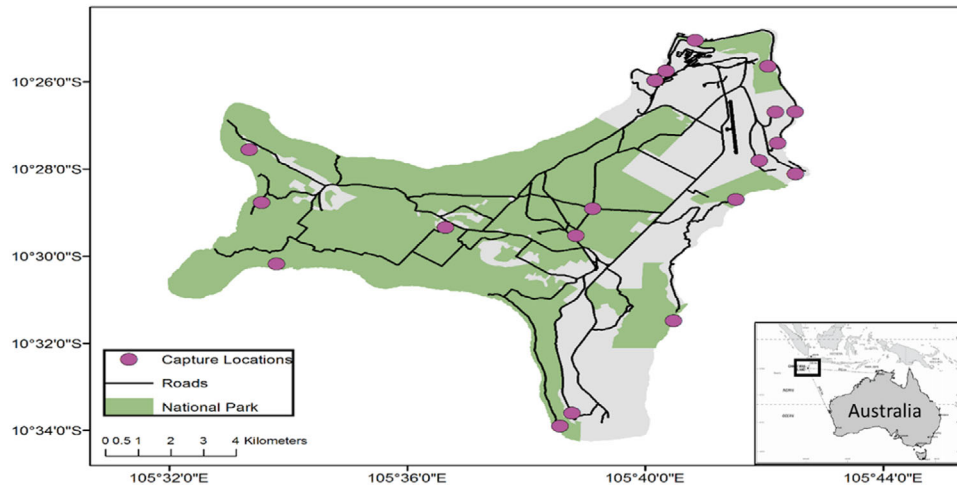 10°26'0"S
10°28'0"S
10°30'0"S
10°32'0"S
10°34'0"S
Capture Locations
Roads
National Park
0 0.5 1 2 3 4 Kilometers
Australia
105°32'0"E
105°36'0"E
105°40'0"E
105°44'0"E